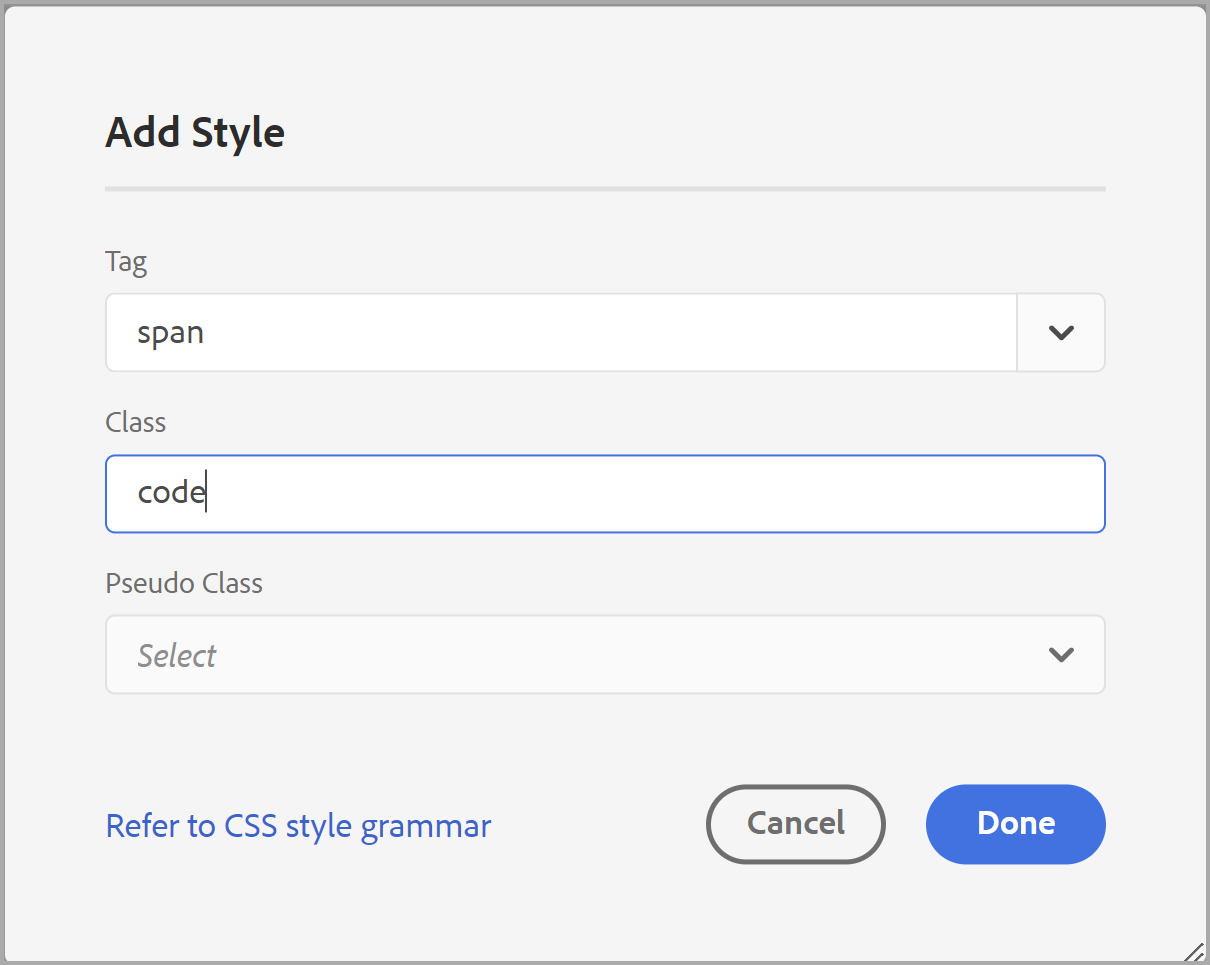 Add Style
Tag
span
Class
code
Pseudo Class
Select
Refer to CSS style grammar
Cancel
Done